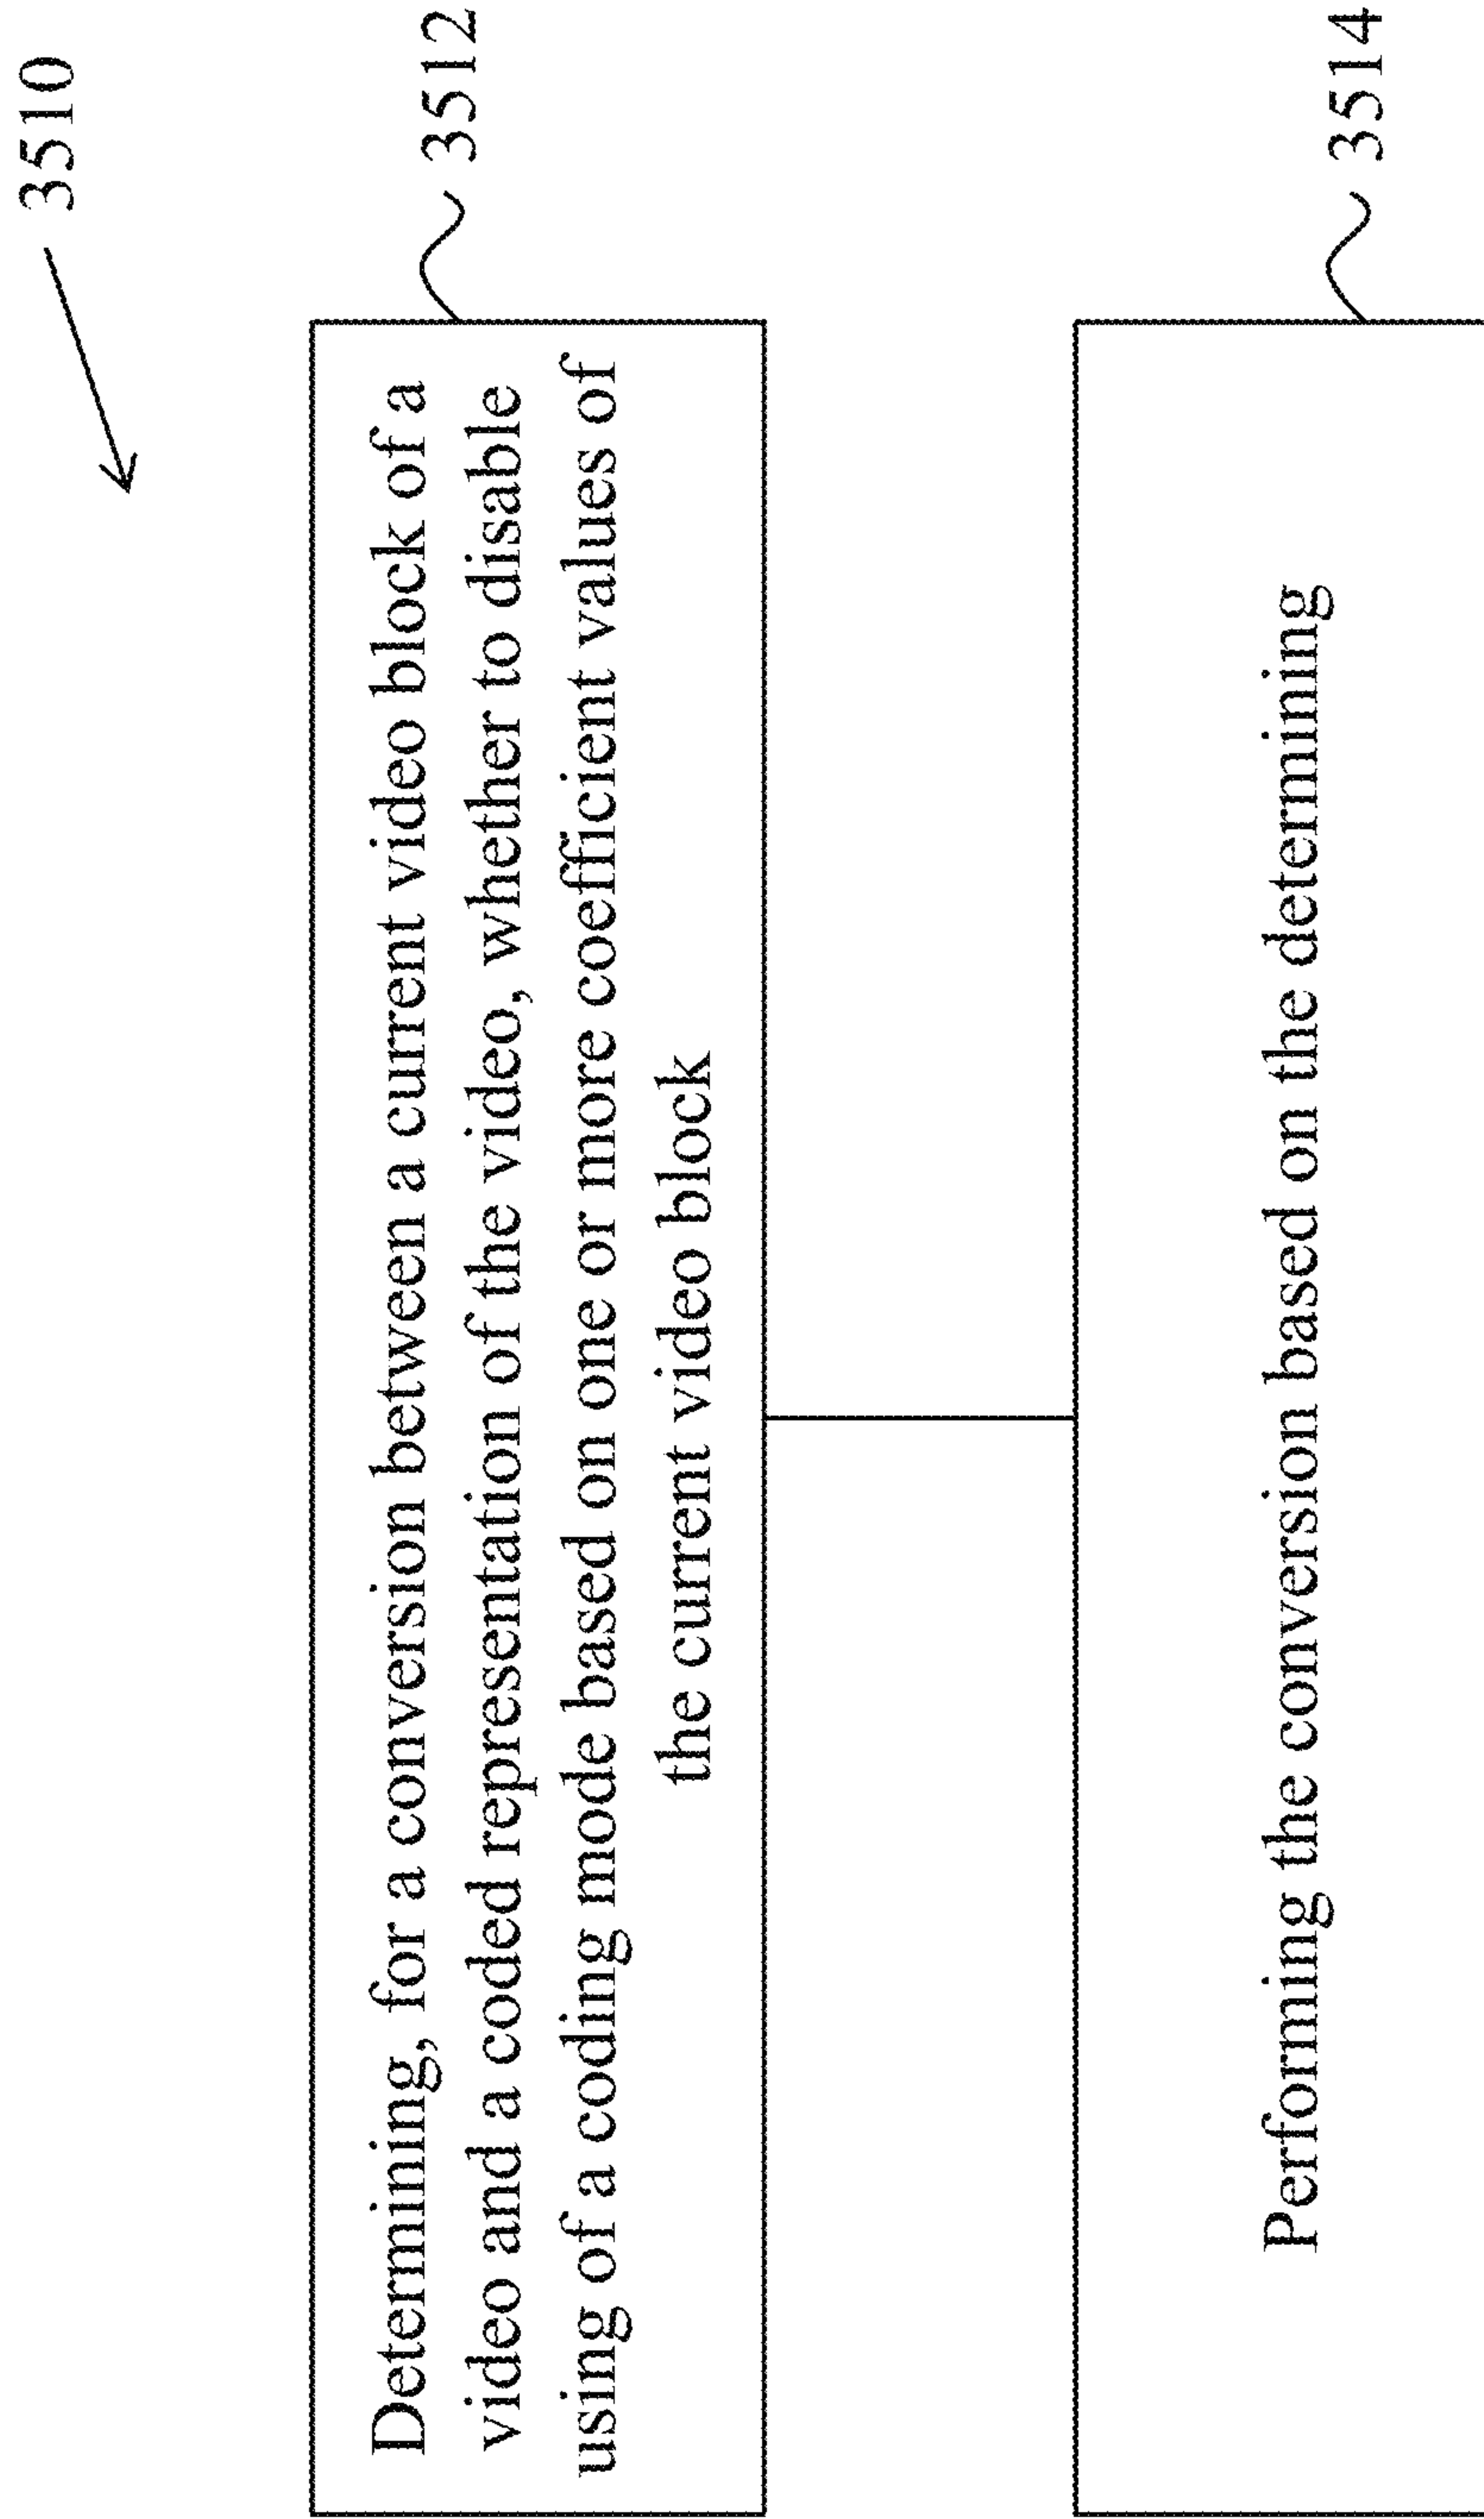 3510
Determining, for a conversion between a current video block of a
video and a coded representation of the video, whether to disable
using of a coding mode based on one or more coefficient values of
the current video block
3512
Performing the conversion based on the determining
3514